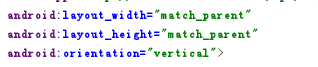 android:layout_width="match_parent"
android:layout_height="match_parent"
android:orientation="vertical">